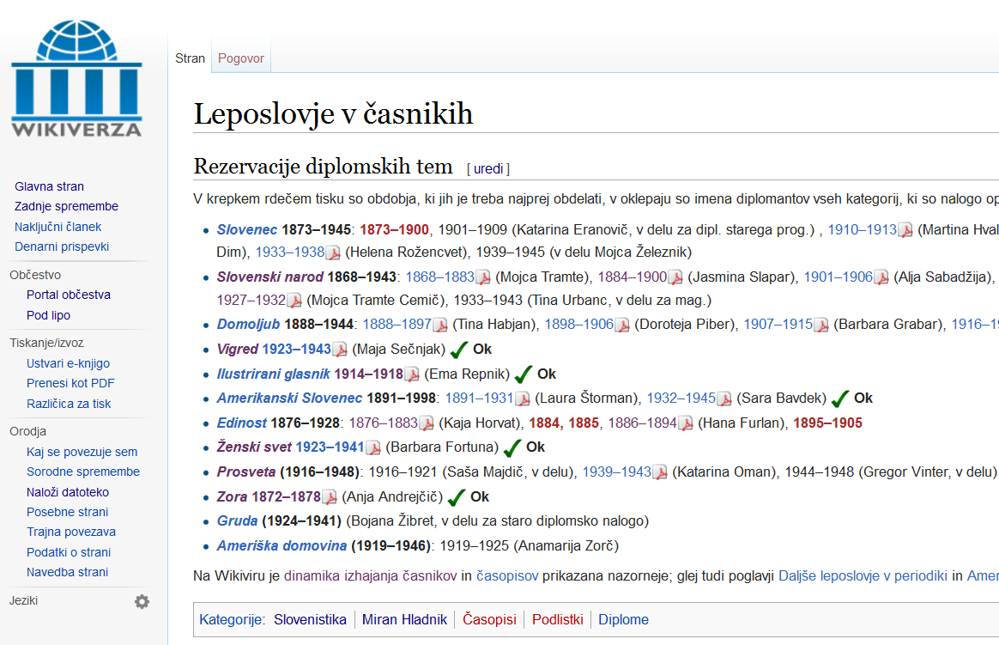 WIKIVERZA
Glavna stran
Zadnje spremembe
Naključni članek
Denarni prispevki
Občestvo
Portal občestva
Pod lipo
Tiskanje/izvoz
Ustvari e-knjigo
Prenesi kot PDF
Različica za tisk
Orodja
Kaj se povezuje sem
Sorodne spremembe
Naloži datoteko
Posebne strani
Trajna povezava
Podatki o strani
Navedba strani
Jeziki
Stran
Pogovor
Leposlovje v časnikih
Rezervacije diplomskih tem [ uredi ]
V krepkem rdečem tisku so obdobja, ki jih je treba najprej obdelati, v oklepaju so imena diplomantov vseh kategorij, ki so nalogo op
Slovenec 1873–1945: 1873–1900, 1901–1909 (Katarina Eranovič, v delu za dipl. starega prog.) , 1910–1913 (Martina Hval
Dim), 1933–1938 (Helena Rožencvet), 1939–1945 (v delu Mojca Železnik)
Slovenski narod 1868–1943: 1868–1883 (Mojca Tramte), 1884–1900 (Jasmina Slapar), 1901–1906 (Alja Sabadžija),
1927–1932 (Mojca Tramte Cemič), 1933–1943 (Tina Urbanc, v delu za mag.)
Domoljub 1888–1944: 1888–1897 (Tina Habjan), 1898–1906 (Doroteja Piber), 1907–1915 (Barbara Grabar), 1916–19
Vigred 1923–1943 (Maja Sečnjak) Ok
Ilustrirani glasnik 1914–1918 (Ema Repnik) Ok
Amerikanski Slovenec 1891–1998: 1891–1931 (Laura Štorman), 1932–1945 (Sara Bavdek) Ok
Edinost 1876–1928: 1876–1883 (Kaja Horvat), 1884, 1885, 1886–1894 (Hana Furlan), 1895–1905
Ženski svet 1923–1941 (Barbara Fortuna) Ok
Prosveta (1916–1948): 1916–1921 (Saša Majdič, v delu), 1939–1943 (Katarina Oman), 1944–1948 (Gregor Vinter, v delu)
Zora 1872–1878 (Anja Andrejčič) Ok
Gruda (1924–1941) (Bojana Žibret, v delu za staro diplomsko nalogo)
Ameriška domovina (1919–1946): 1919–1925 (Anamarija Zorč)
Na Wikiviru je dinamika izhajanja časnikov in časopisov prikazana nazorneje; glej tudi poglavji Daljše leposlovje v periodiki in Amer
Kategorije: Slovenistika | Miran Hladnik | Časopisi | Podlistki | Diplome